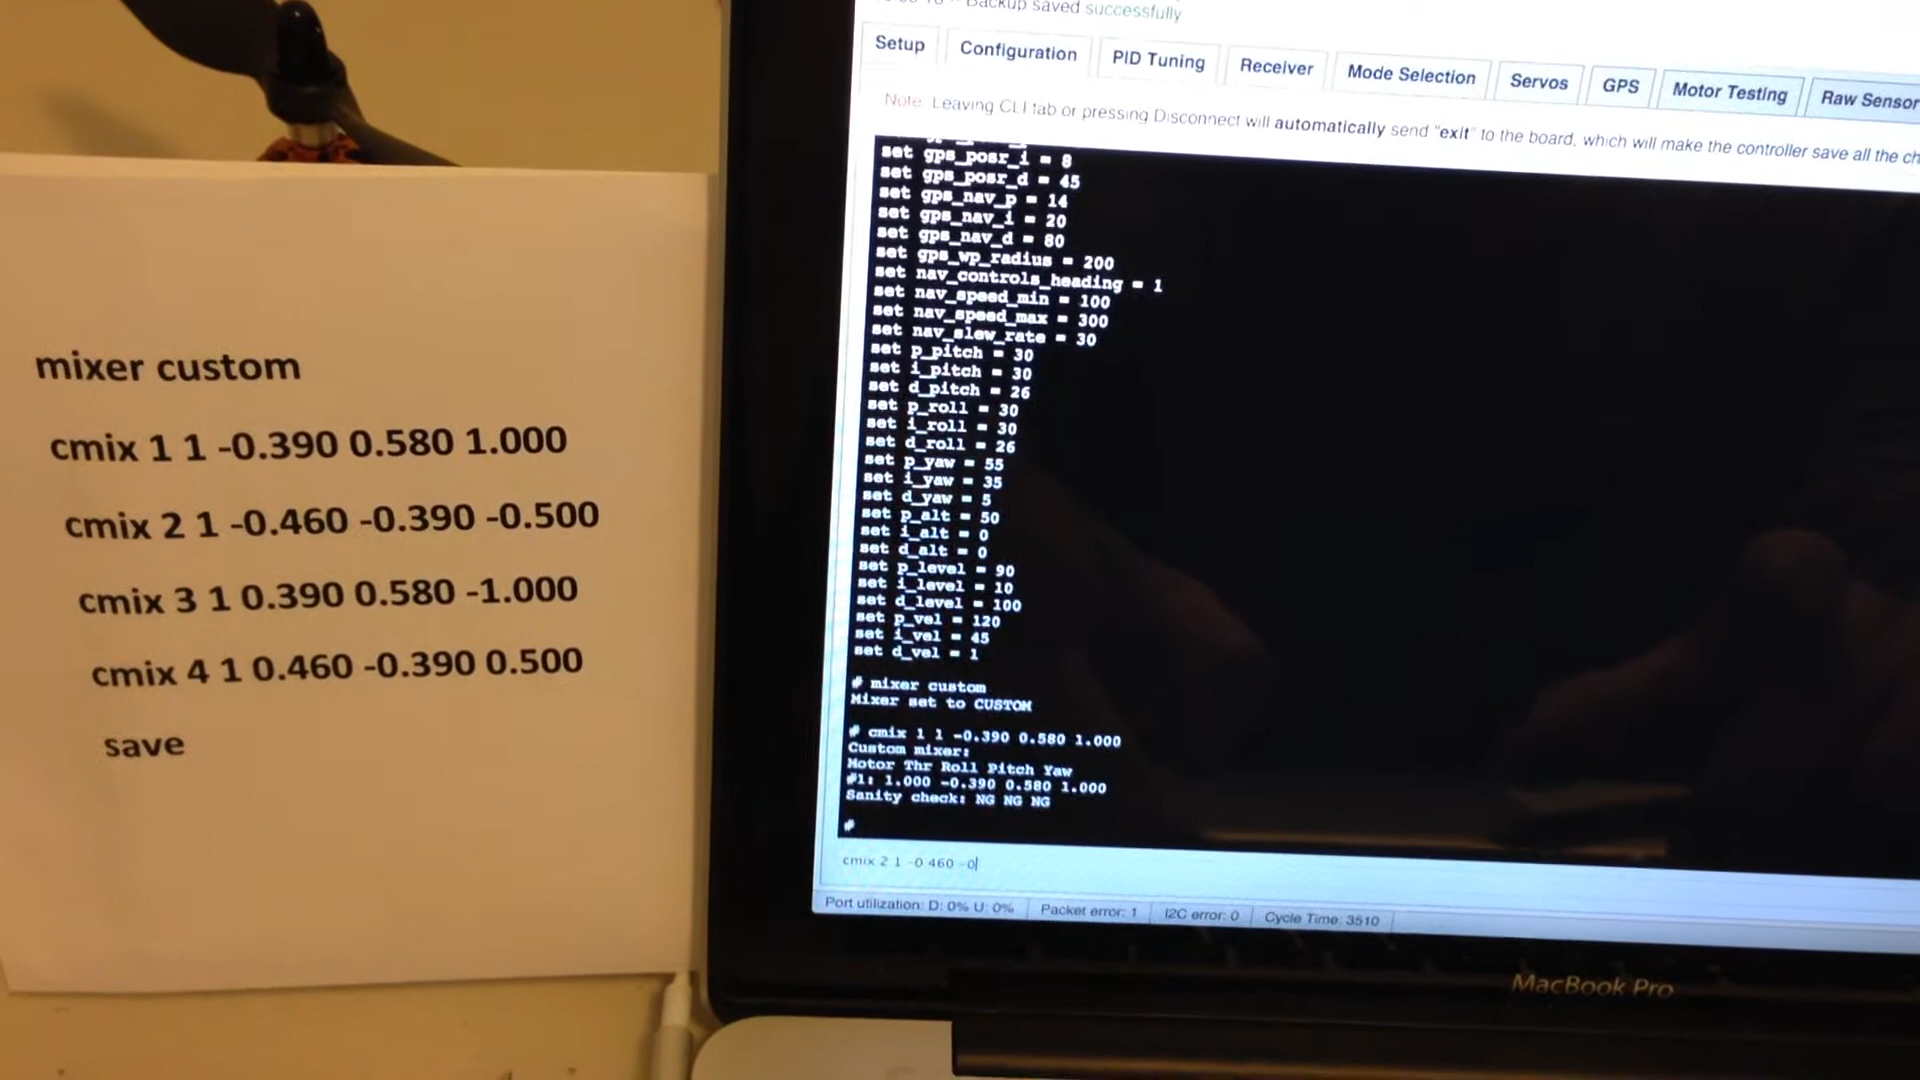 mixer custom
cmix 1 1 -0.390 0.580 1.000
cmix 2 1 -0.460 -0.390 -0.500
cmix 3 1 0.390 0.580 -1.000
cmix 4 1 0.460 -0.390 0.500
save
Backup saved successfully
Setup Configuration PID Tuning Receiver Mode Selection Servos GPS Motor Testing Raw Sensor
Note: Leaving CLI tab or pressing Disconnect will automatically send "exit" to the board, which will make the controller save all the
set gps_posr_i = 8
set gps_posr_d = 45
set gps_nav_p = 14
set gps_nav_i = 20
set gps_nav_d = 80
set gps_wp_radius = 200
set nav_controls_heading = 1
set nav_speed_min = 100
set nav_speed_max = 300
set nav_slew_rate = 30
set p_pitch = 30
set i_pitch = 30
set d_pitch = 26
set p_roll = 30
set i_roll = 30
set d_roll = 26
set p_yaw = 55
set i_yaw = 35
set d_yaw = 5
set p_alt = 50
set i_alt = 0
set d_alt = 0
set p_level = 90
set i_level = 10
set d_level = 100
set p_vel = 120
set i_vel = 45
set d_vel = 1
# mixer custom
Mixer set to CUSTOM
# cmix 1 1 -0.390 0.580 1.000
Custom mixer:
Motor Thr Roll Pitch Yaw
#1: 1.000 -0.390 0.580 1.000
Sanity check: NG NG NG
#
cmix 2 1 -0.460 -0
Port utilization: D: 0% U: 0% Packet error: 1 I2C error: 0 Cycle Time: 3510
MacBook Pro